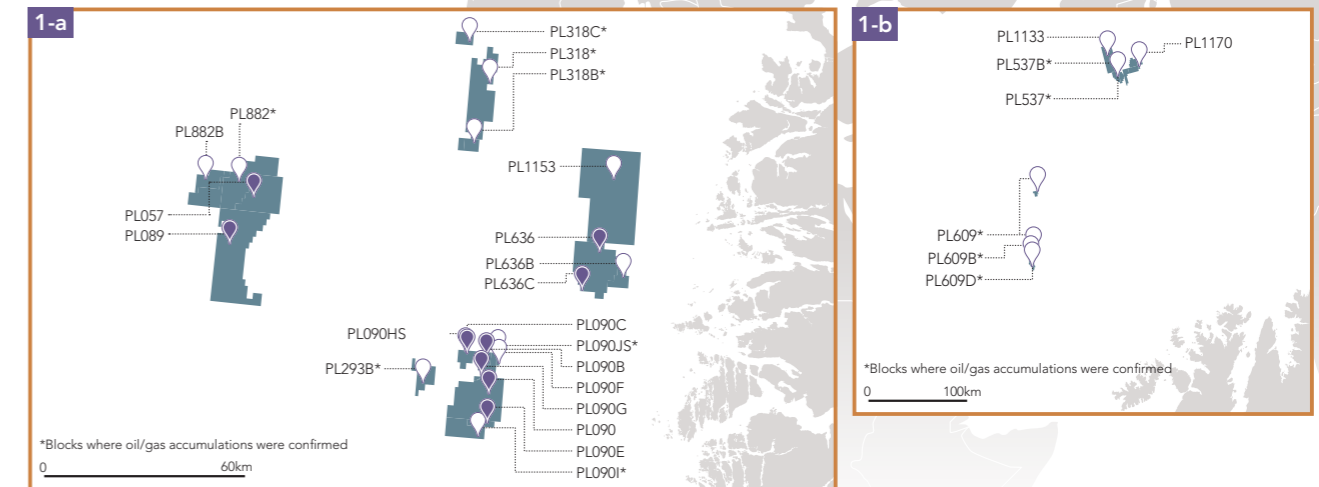 1-a
PL318C*
PL318*
PL318B*
PL882*
PL882B
PL1153
PL057
PL089
PL636
PL636B
PL636C
PL090C
PL090HS
PL090JS*
PL293B*
PL090B
PL090F
PL090G
PL090
PL090E
PL090I*
*Blocks where oil/gas accumulations were confirmed
0 60km
1-b
PL1133
PL1170
PL537B*
PL537*
PL609*
PL609B*
PL609D*
*Blocks where oil/gas accumulations were confirmed
0 100km